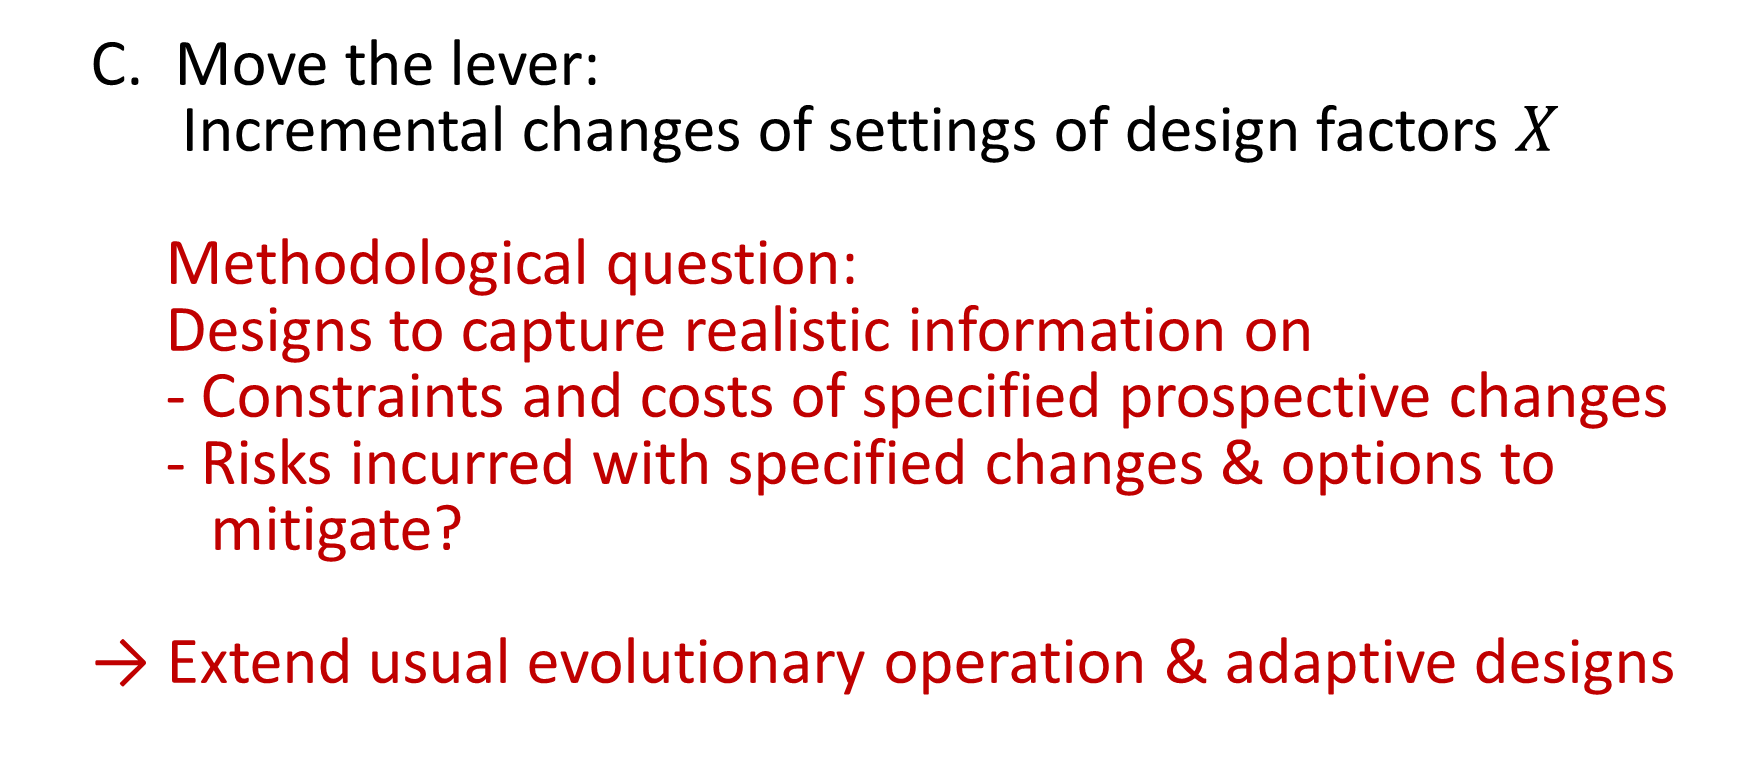 C. Move the lever:
Incremental changes of settings of design factors X
Methodological question:
Designs to capture realistic information on
- Constraints and costs of specified prospective changes
- Risks incurred with specified changes & options to
mitigate?
→ Extend usual evolutionary operation & adaptive designs